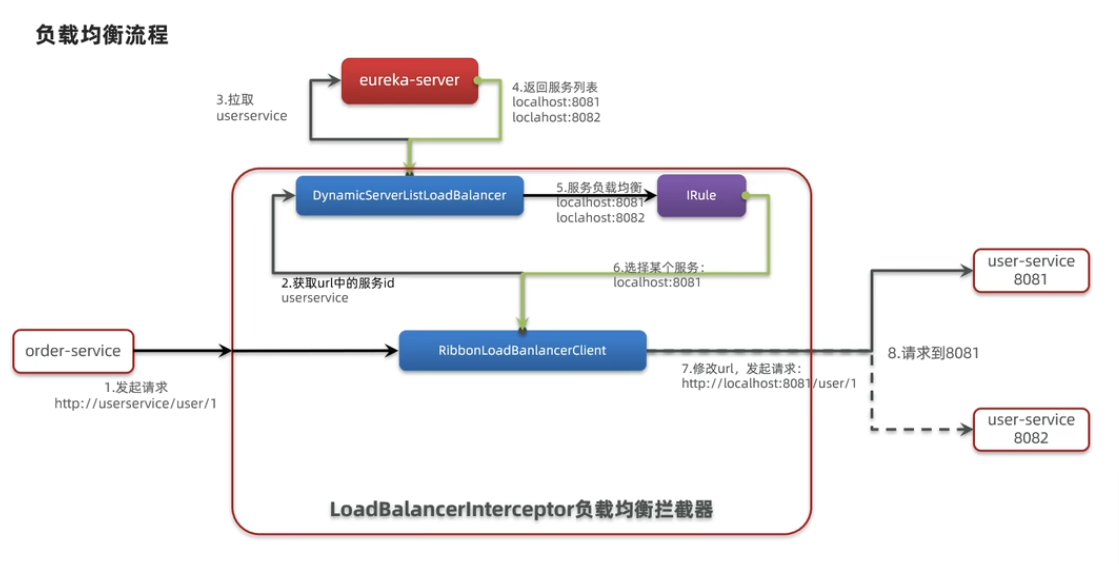 负载均衡流程
eureka-server
3.拉取
userservice
4.返回服务列表
localhost:8081
loclahost:8082
DynamicServerListLoadBalancer
5.服务负载均衡
localhost:8081
loclahost:8082
IRule
2.获取url中的服务id
userservice
6.选择某个服务：
localhost:8081
user-service
8081
order-service
RibbonLoadBanlancerClient
8.请求到8081
1.发起请求
http://userservice/user/1
7.修改url，发起请求：
http://localhost:8081/user/1
user-service
8082
LoadBalancerInterceptor负载均衡拦截器